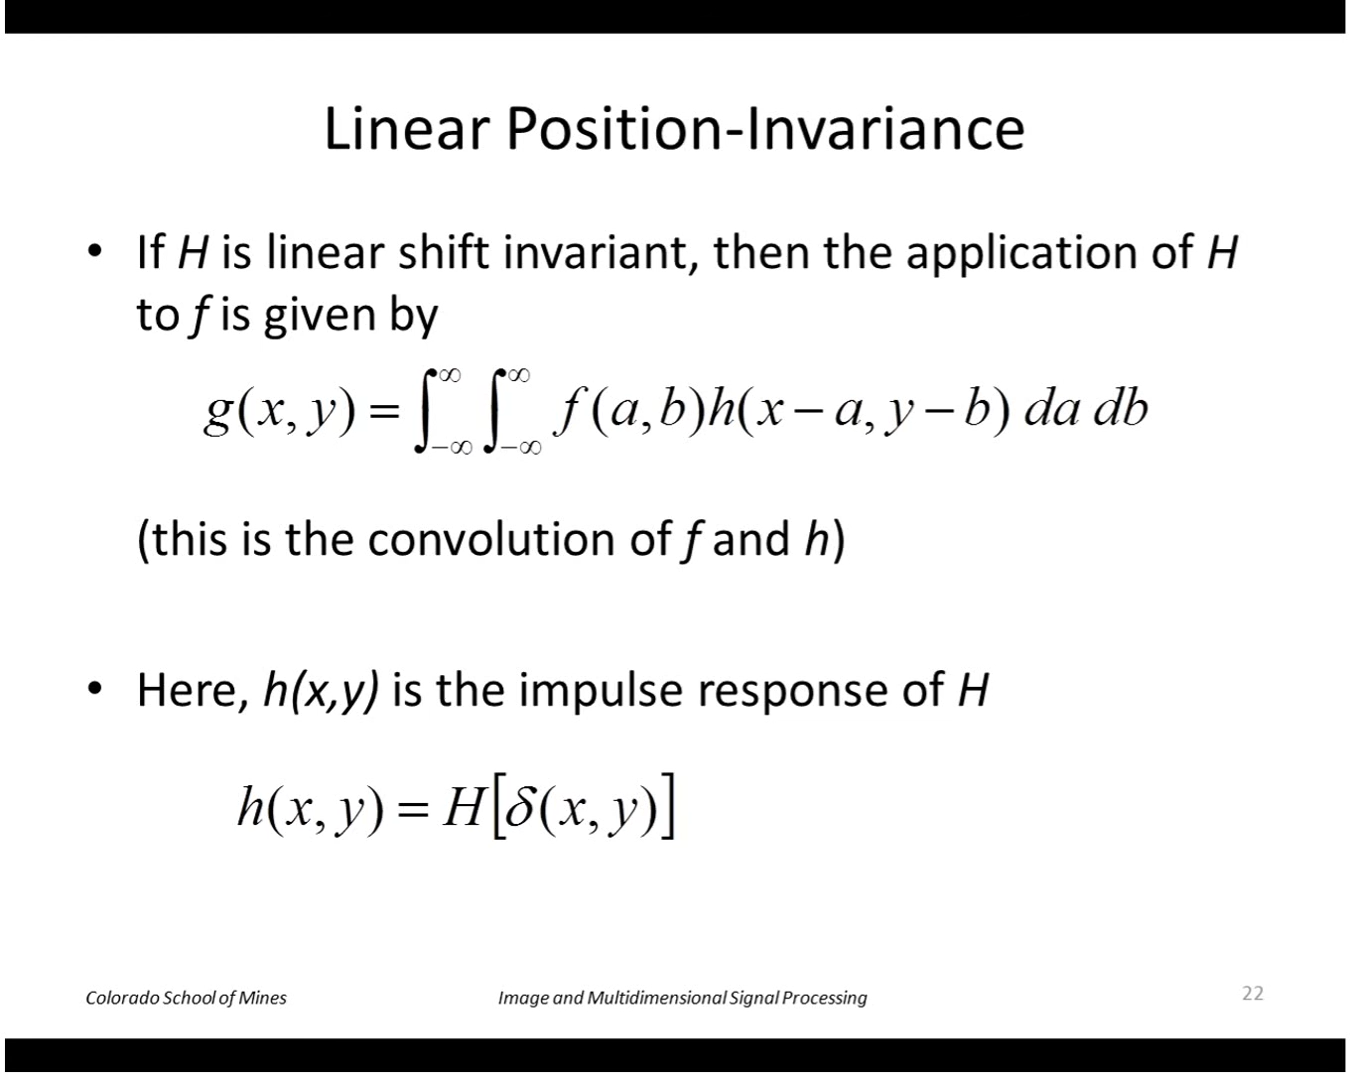 Linear Position-Invariance
• If H is linear shift invariant, then the application of H
to f is given by
g(x, y) = ∫_{-∞}^{∞} ∫_{-∞}^{∞} f(a,b)h(x − a, y − b) da db
(this is the convolution of f and h)
• Here, h(x,y) is the impulse response of H
h(x, y) = H[δ(x, y)]
Colorado School of Mines
Image and Multidimensional Signal Processing
22